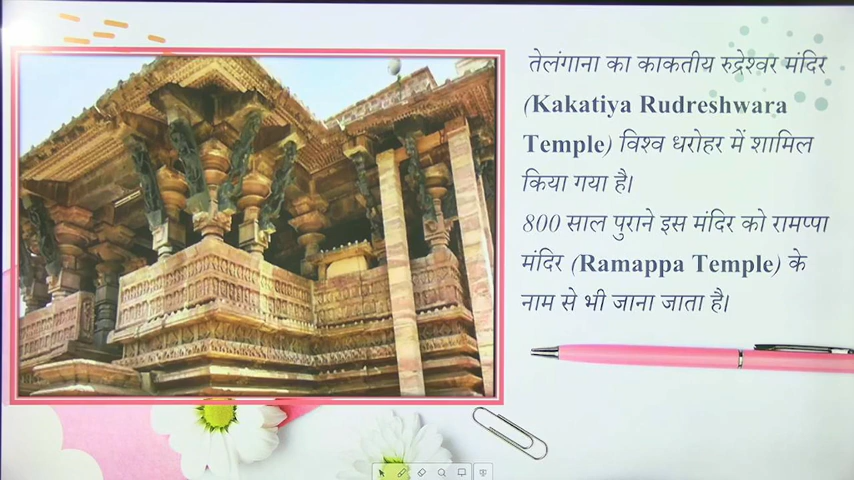 तेलंगाना का काकतीय रुद्रेश्वर मंदिर
(Kakatiya Rudreshwara
Temple) विश्व धरोहर में शामिल
किया गया है।
800 साल पुराने इस मंदिर को रामप्पा
मंदिर (Ramappa Temple) के
नाम से भी जाना जाता है।